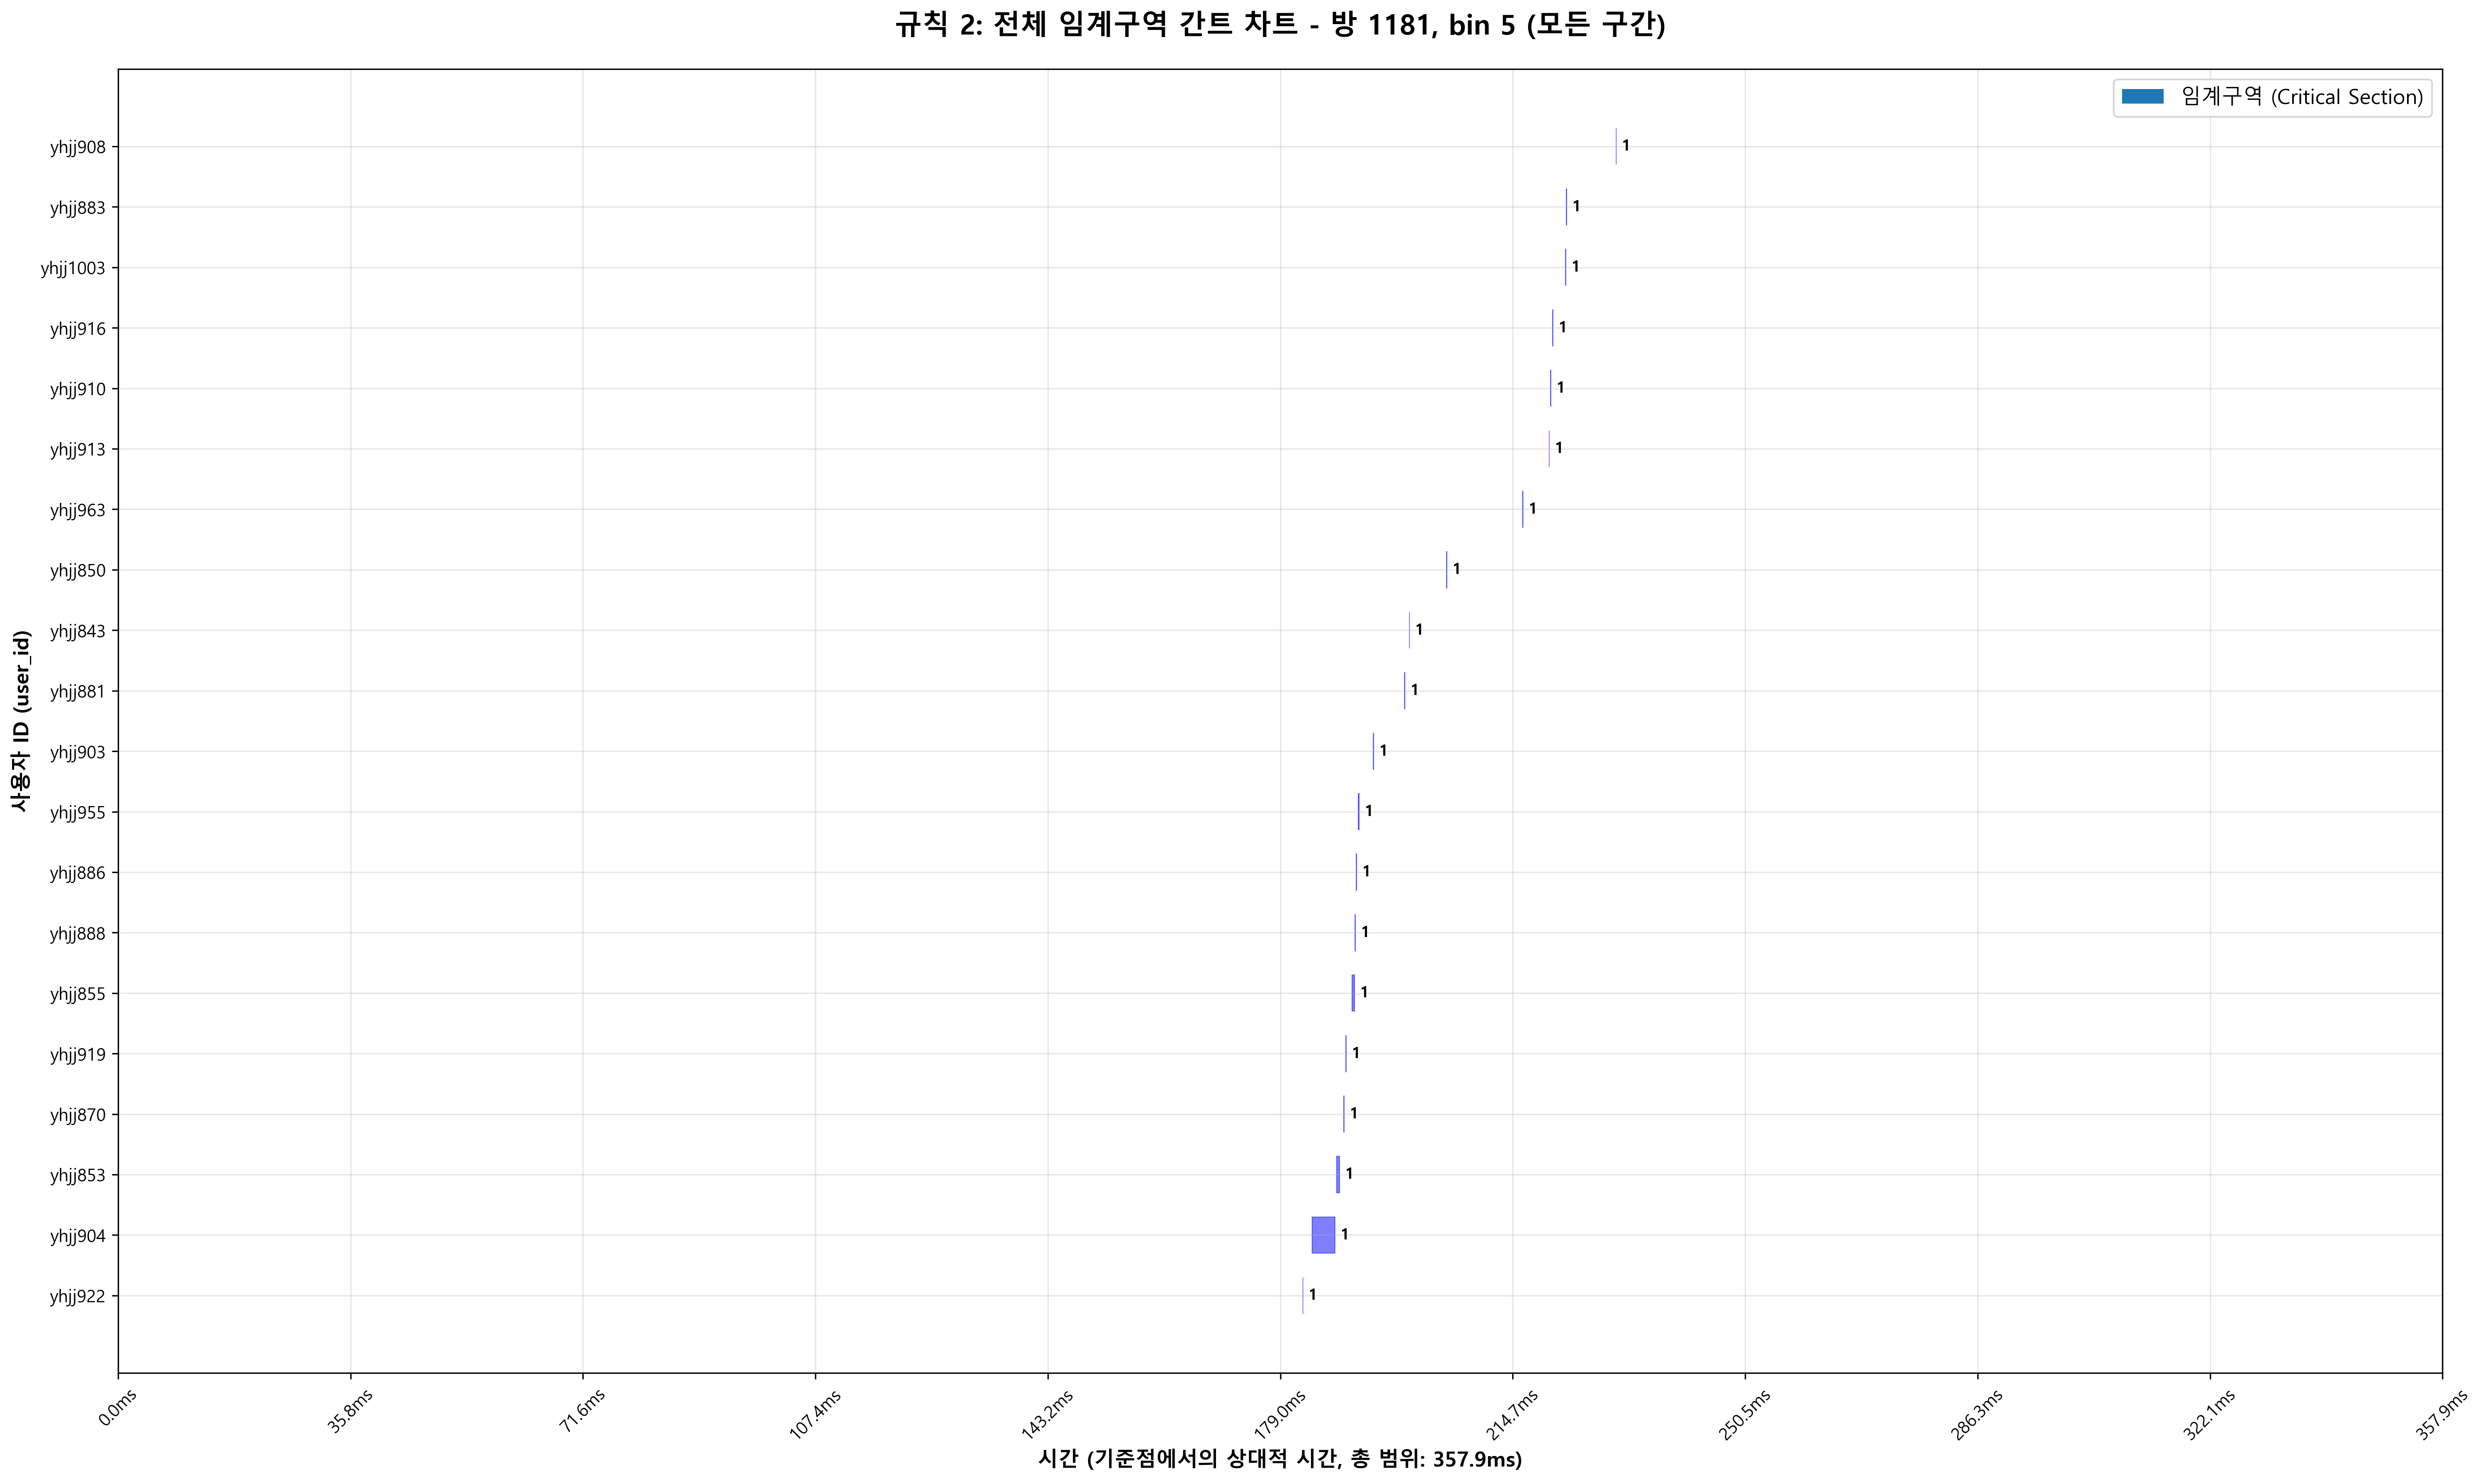 규칙 2: 전체 임계구역 간트 차트 - 방 1181, bin 5 (모든 구간)
임계구역 (Critical Section)
yhjj908 1
yhjj883 1
yhjj1003 1
yhjj916 1
yhjj910 1
yhjj913 1
yhjj963 1
yhjj850 1
yhjj843 1
yhjj881 1
yhjj903 1
yhjj955 1
yhjj886 1
yhjj888 1
yhjj855 1
yhjj919 1
yhjj870 1
yhjj853 1
yhjj904 1
yhjj922 1
사용자 ID (user_id)
0.0ms 35.8ms 71.6ms 107.4ms 143.2ms 179.0ms 214.7ms 250.5ms 286.3ms 322.1ms 357.9ms
시간 (기준점에서의 상대적 시간, 총 범위: 357.9ms)